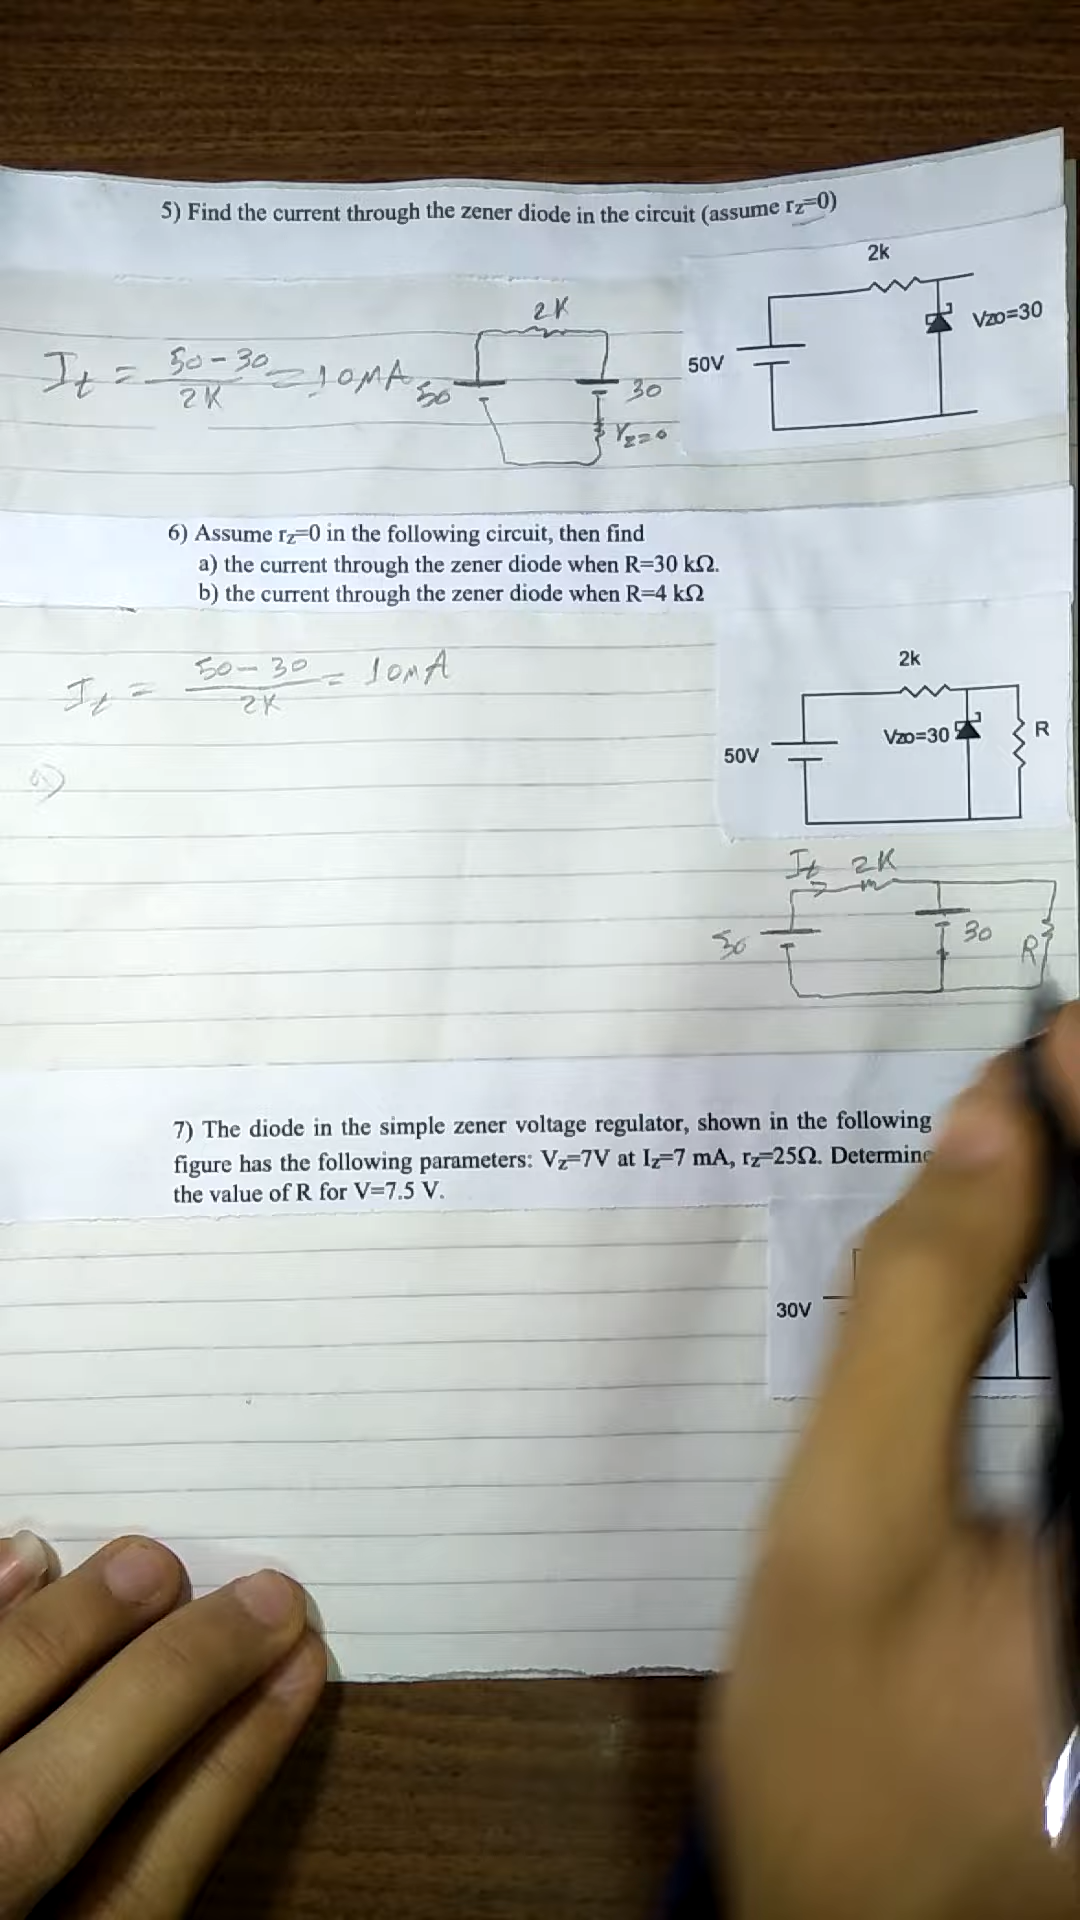 5) Find the current through the zener diode in the circuit (assume rz=0)
2k
Vzo=30
50V
It = 50-30 / 2K = 10mA
2K
50
30
rz=0
6) Assume rz=0 in the following circuit, then find
a) the current through the zener diode when R=30 kΩ.
b) the current through the zener diode when R=4 kΩ
It = 50-30 / 2K = 10mA
a)
2k
Vzo=30
R
50V
It 2K
50
30
R
7) The diode in the simple zener voltage regulator, shown in the following
figure has the following parameters: Vz=7V at Iz=7 mA, rz=25Ω. Determine
the value of R for V=7.5 V.
30V